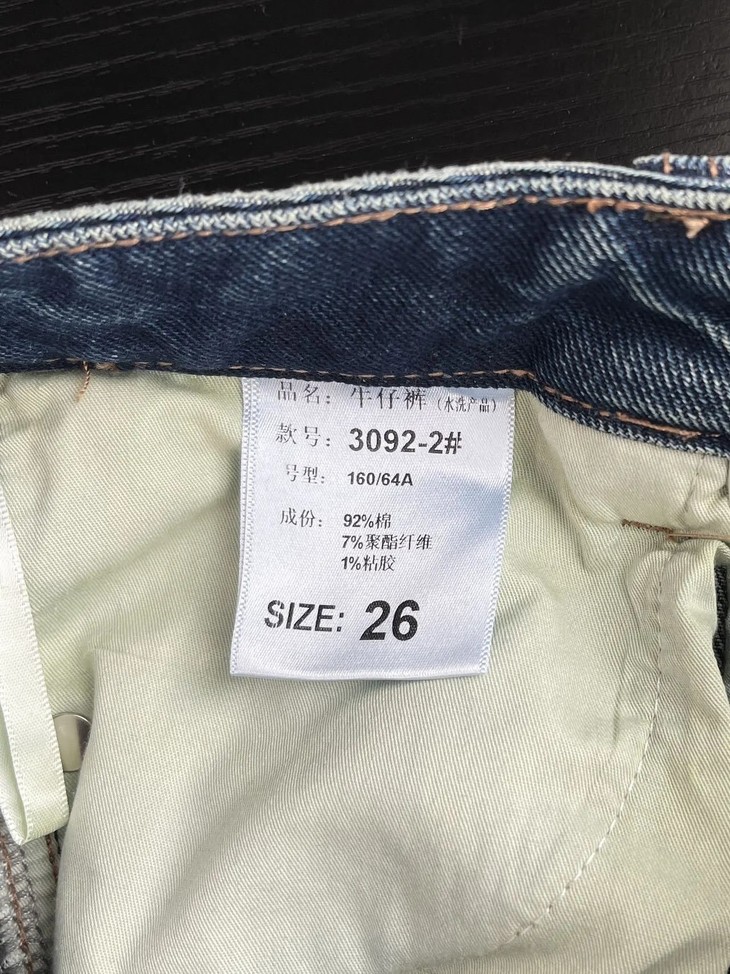 品名: 牛仔裤（水洗产品）
款号: 3092-2#
号型: 160/64A
成份: 92%棉
7%聚酯纤维
1%粘胶
SIZE: 26